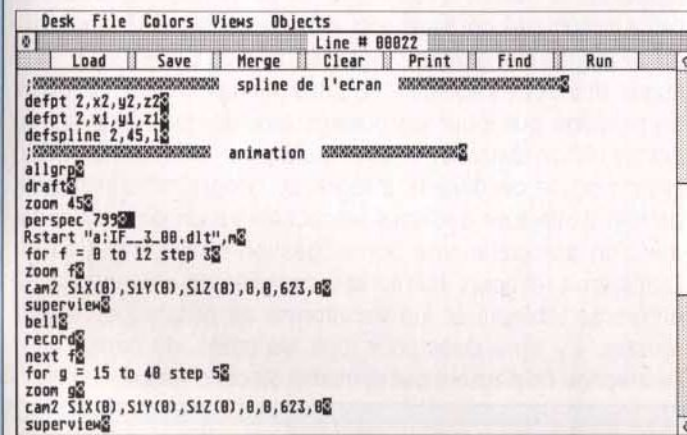 Desk File Colors Views Objects
Line # 00022
Load Save Merge Clear Print Find Run
; spline de l'ecran
defpt 2,x2,y2,z2
defpt 2,x1,y1,z1
defspline 2,45,1
; animation
allgrp
draft
zoom 45
perspec 799
Rstart "a:IF__3_00.dlt",m
for f = 0 to 12 step 3
zoom f
cam2 SiX(0),SiY(0),SiZ(0),0,0,623,0
superview
bell
record
next f
for g = 15 to 40 step 5
zoom g
cam2 SiX(0),SiY(0),SiZ(0),0,0,623,0
superview